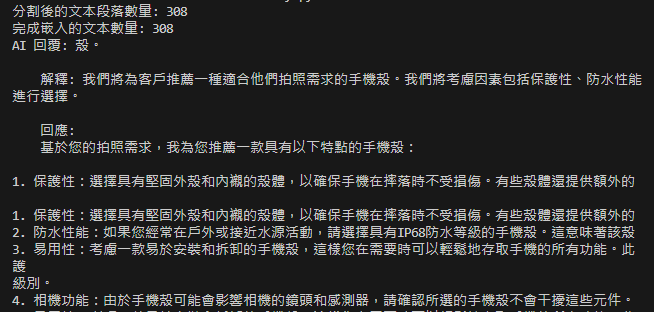 分割後的文本段落數量: 308
完成嵌入的文本數量: 308
AI 回覆: 殼。
解釋: 我們將為客戶推薦一種適合他們拍照需求的手機殼。我們將考慮因素包括保護性、防水性能
進行選擇。
回應:
基於您的拍照需求，我為您推薦一款具有以下特點的手機殼：
1. 保護性：選擇具有堅固外殼和內襯的殼體，以確保手機在摔落時不受損傷。有些殼體還提供額外的
1. 保護性：選擇具有堅固外殼和內襯的殼體，以確保手機在摔落時不受損傷。有些殼體還提供額外的
2. 防水性能：如果您經常在戶外或接近水源活動，請選擇具有IP68防水等級的手機殼。這意味著該殼
3. 易用性：考慮一款易於安裝和拆卸的手機殼，這樣您在需要時可以輕鬆地存取手機的所有功能。此
護
級別。
4. 相機功能：由於手機殼可能會影響相機的鏡頭和感測器，請確認所選的手機殼不會干擾這些元件。